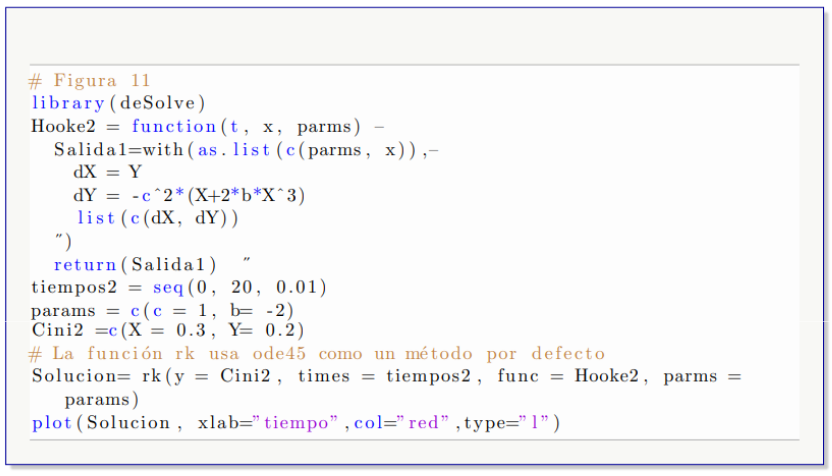 # Figura 11
library(deSolve)
Hooke2 = function(t, x, parms) –
Salida1=with(as.list(c(parms, x)),–
dX = Y
dY = -c^2*(X+2*b*X^3)
list(c(dX, dY))
”)
return(Salida1) ”
tiempos2 = seq(0, 20, 0.01)
params = c(c = 1, b= -2)
Cini2 =c(X = 0.3, Y= 0.2)
# La función rk usa ode45 como un método por defecto
Solucion= rk(y = Cini2, times = tiempos2, func = Hooke2, parms =
params)
plot(Solucion, xlab=”tiempo”,col=”red”,type=”l”)